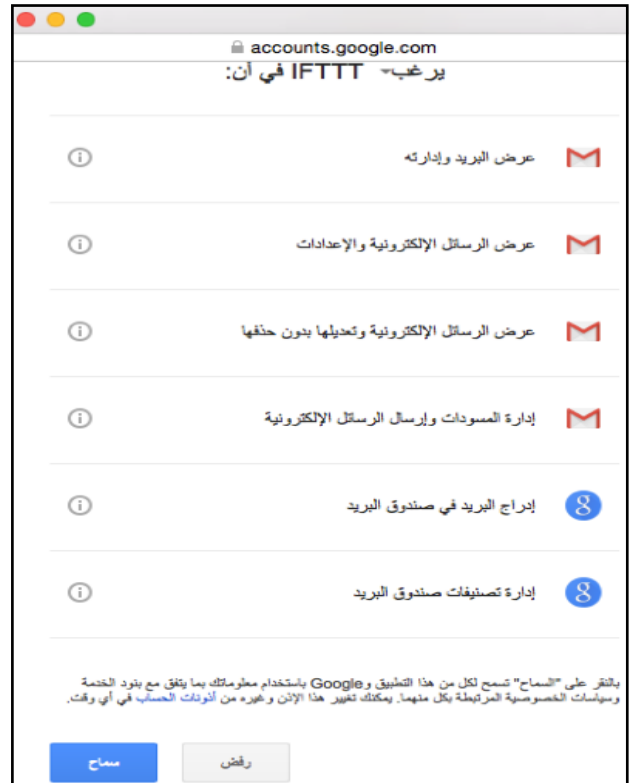 accounts.google.com
يرغب IFTTT في أن:
عرض البريد وإدارته
عرض الرسائل الإلكترونية والإعدادات
عرض الرسائل الإلكترونية وتعديلها بدون حذفها
إدارة المسودات وإرسال الرسائل الإلكترونية
إدراج البريد في صندوق البريد
إدارة تصنيفات صندوق البريد
بالنقر على "السماح" تسمح لكل من هذا التطبيق وGoogle باستخدام معلوماتك بما يتفق مع بنود الخدمة
وسياسات الخصوصية المرتبطة بكل منهما. يمكنك تغيير هذا الإذن وغيره من أذونات الحساب في أي وقت.
رفض
سماح